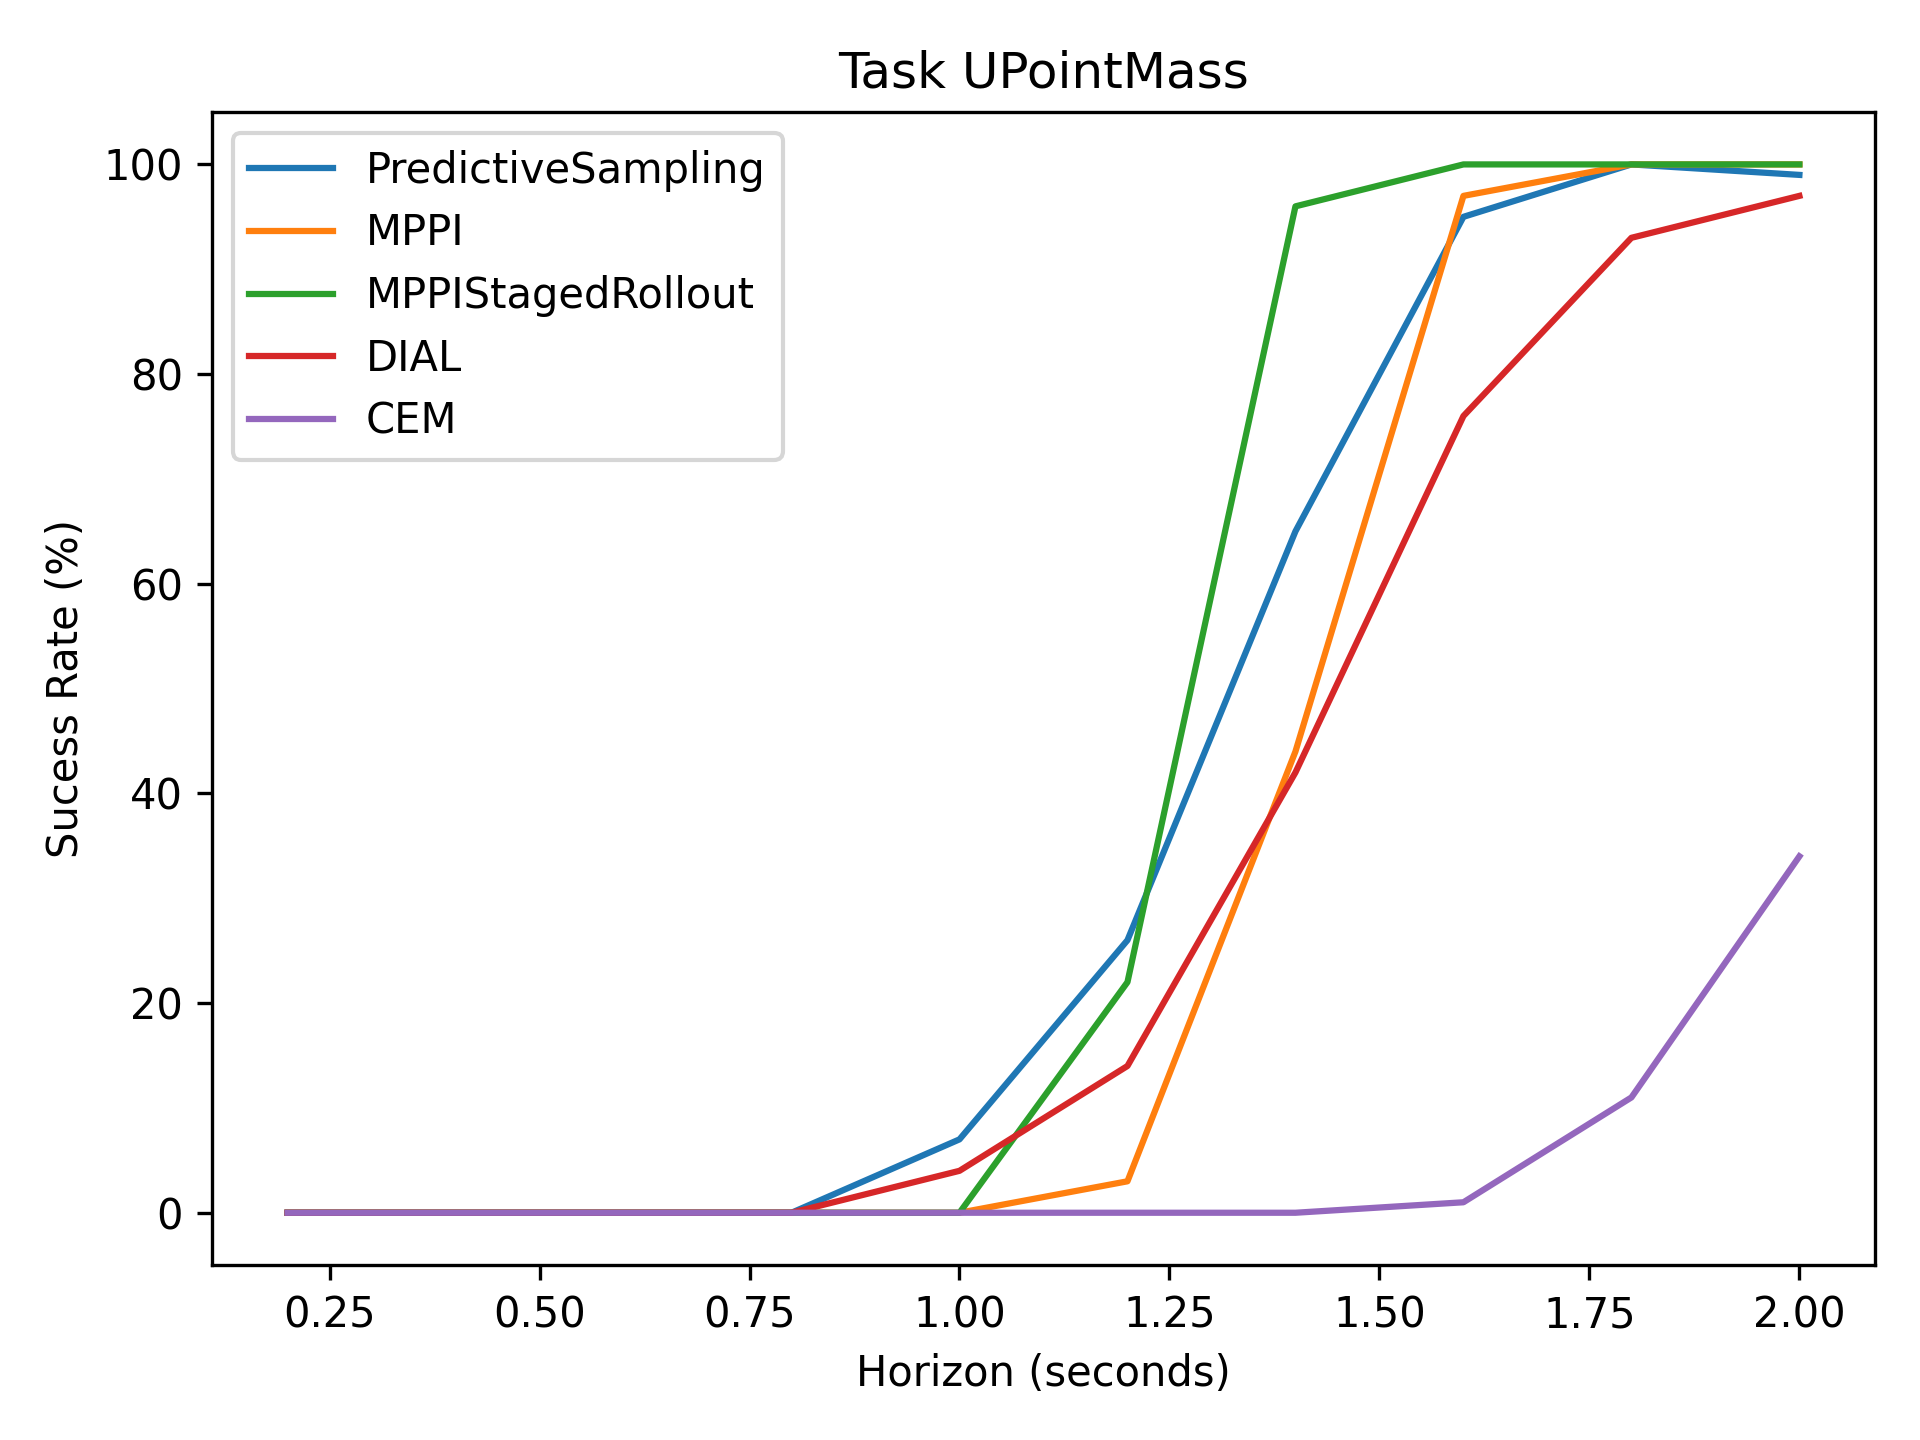 Task UPointMass
PredictiveSampling
MPPI
MPPIStagedRollout
DIAL
CEM
100
80
60
40
20
0
Sucess Rate (%)
0.25 0.50 0.75 1.00 1.25 1.50 1.75 2.00
Horizon (seconds)